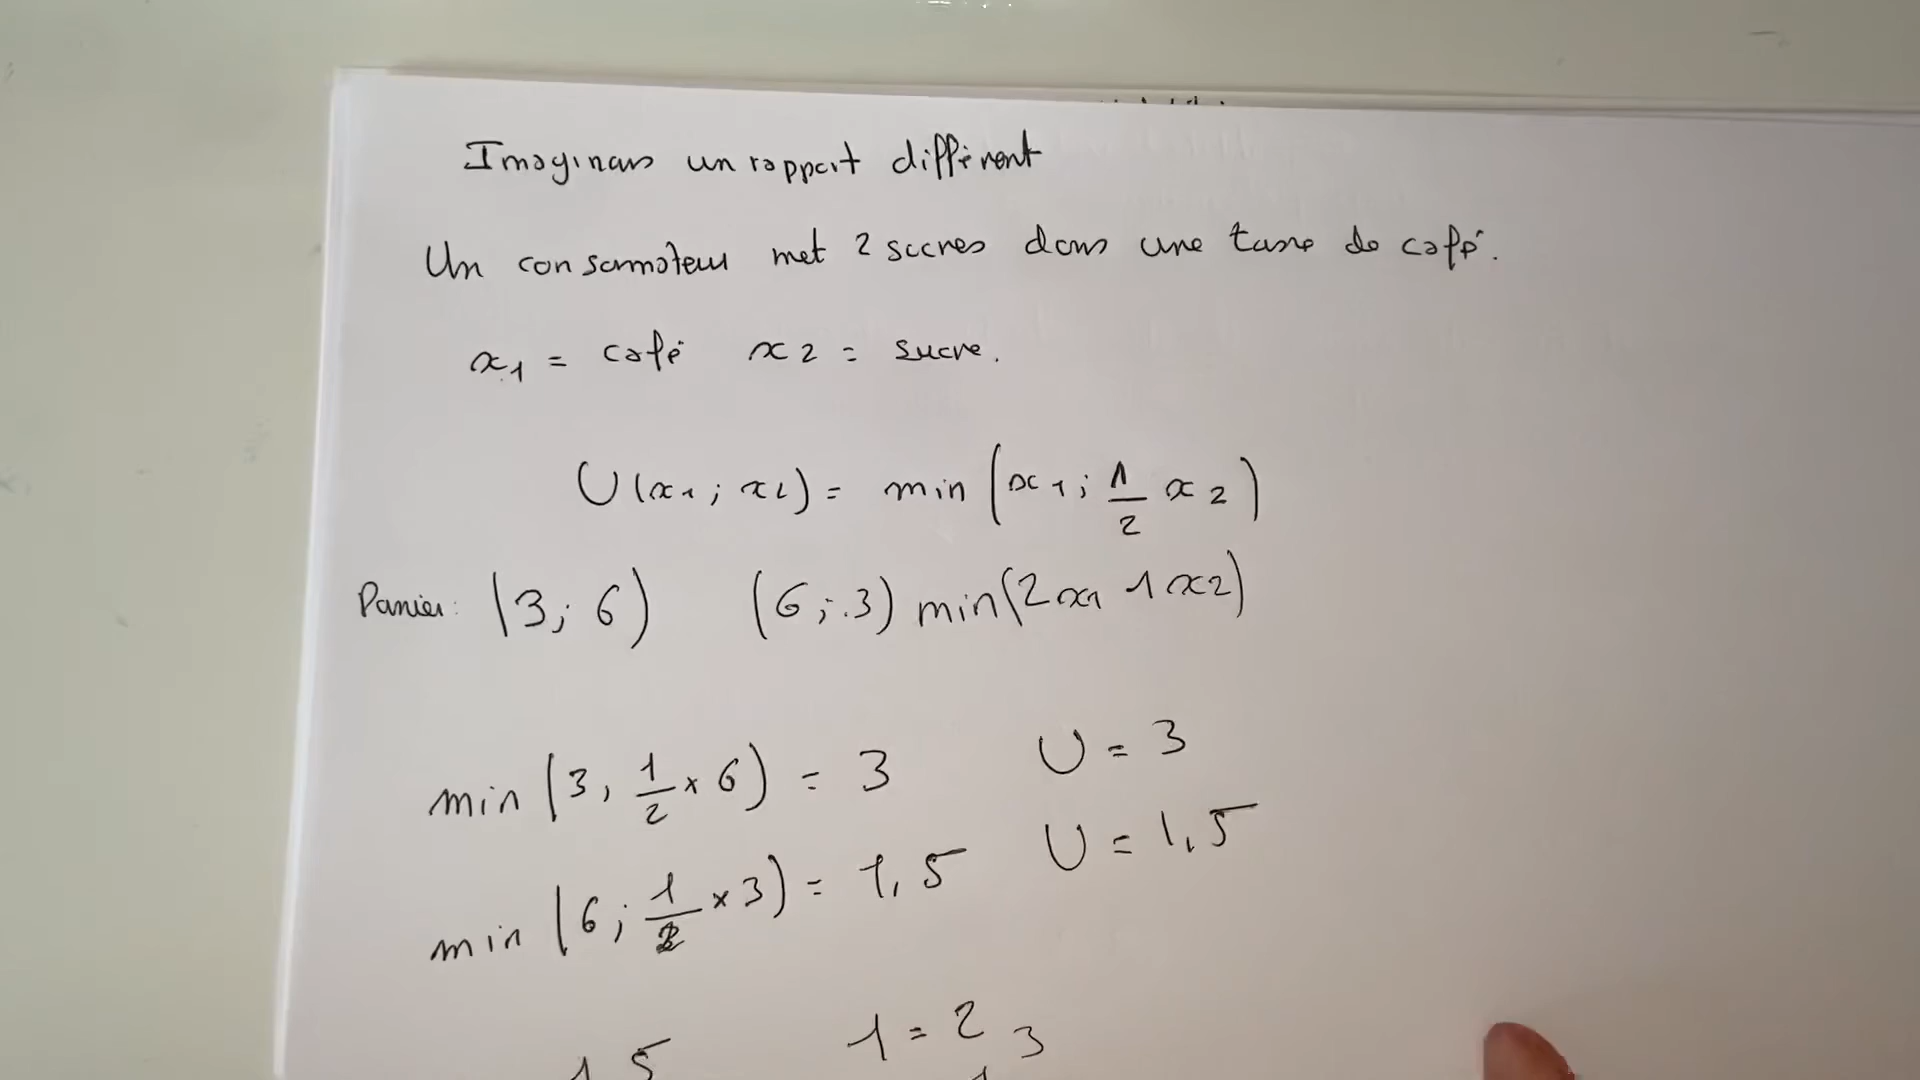 Imaginons un rapport différent
Un consommateur met 2 sucres dans une tasse de café.
x1 = café x2 = sucre.
U(x1; x2) = min (x1; 1/2 x2)
Panier: (3; 6) (6; 3) min(2x1 1x2)
min (3, 1/2 × 6) = 3 U = 3
min (6; 1/2 × 3) = 1,5 U = 1,5
1 = 2 3
1 5